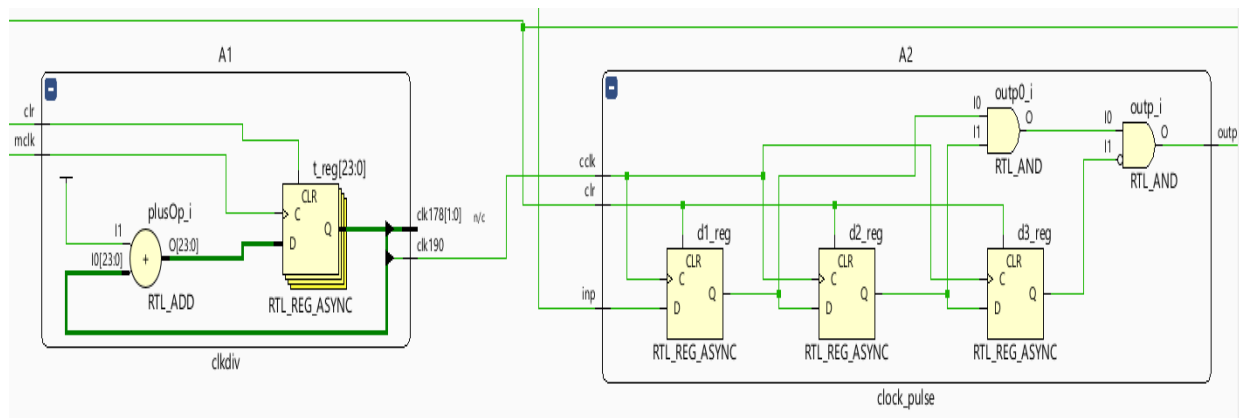 A1
clr
mclk
t_reg[23:0]
CLR
C
D
Q
RTL_REG_ASYNC
plusOp_i
I1
I0[23:0]
+
O[23:0]
RTL_ADD
clk178[1:0]
n/c
clk190
clkdiv
A2
cclk
clr
inp
outp0_i
I0
I1
O
RTL_AND
outp_i
I0
I1
O
RTL_AND
outp
d1_reg
CLR
C
D
Q
RTL_REG_ASYNC
d2_reg
CLR
C
D
Q
RTL_REG_ASYNC
d3_reg
CLR
C
D
Q
RTL_REG_ASYNC
clock_pulse